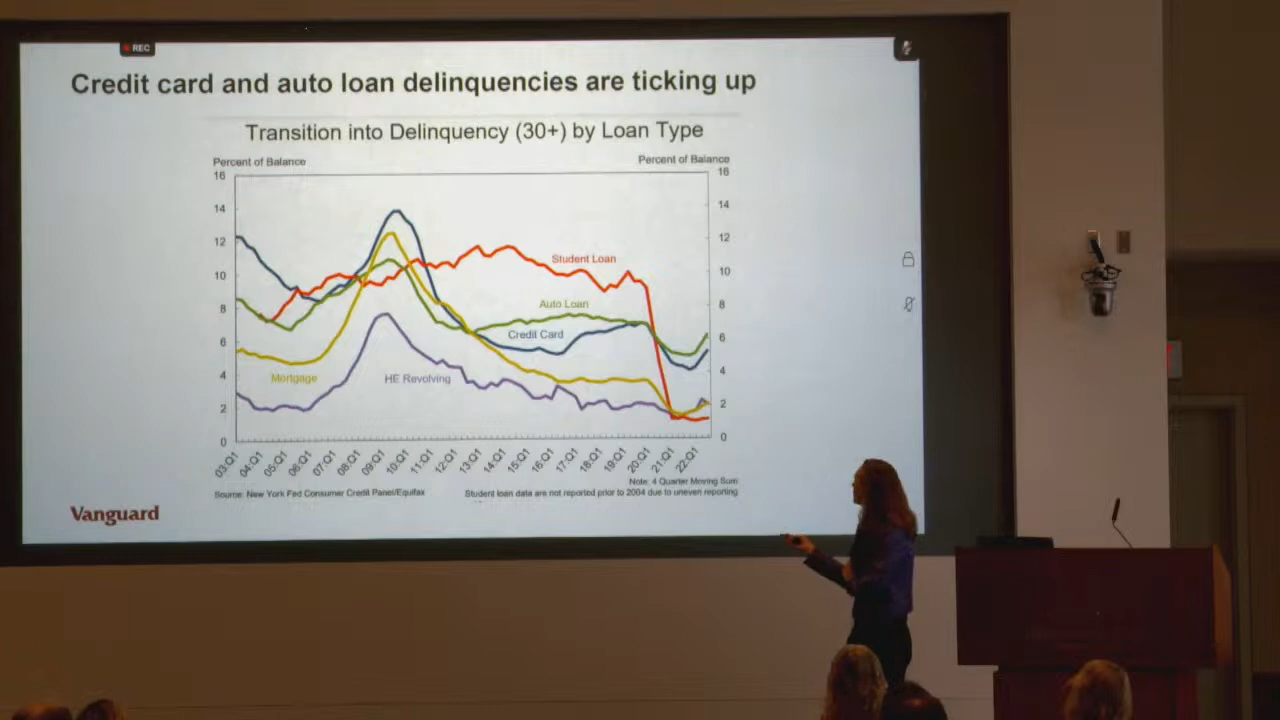 REC
Credit card and auto loan delinquencies are ticking up
Transition into Delinquency (30+) by Loan Type
Percent of Balance Percent of Balance
16 16
14 14
12 12
10 10
8 8
6 6
4 4
2 2
0 0
Student Loan
Auto Loan
Credit Card
Mortgage
HE Revolving
03:Q1 04:Q1 05:Q1 06:Q1 07:Q1 08:Q1 09:Q1 10:Q1 11:Q1 12:Q1 13:Q1 14:Q1 15:Q1 16:Q1 17:Q1 18:Q1 19:Q1 20:Q1 21:Q1 22:Q1
Note: 4 Quarter Moving Sum
Source: New York Fed Consumer Credit Panel/Equifax
Student loan data are not reported prior to 2004 due to uneven reporting
Vanguard